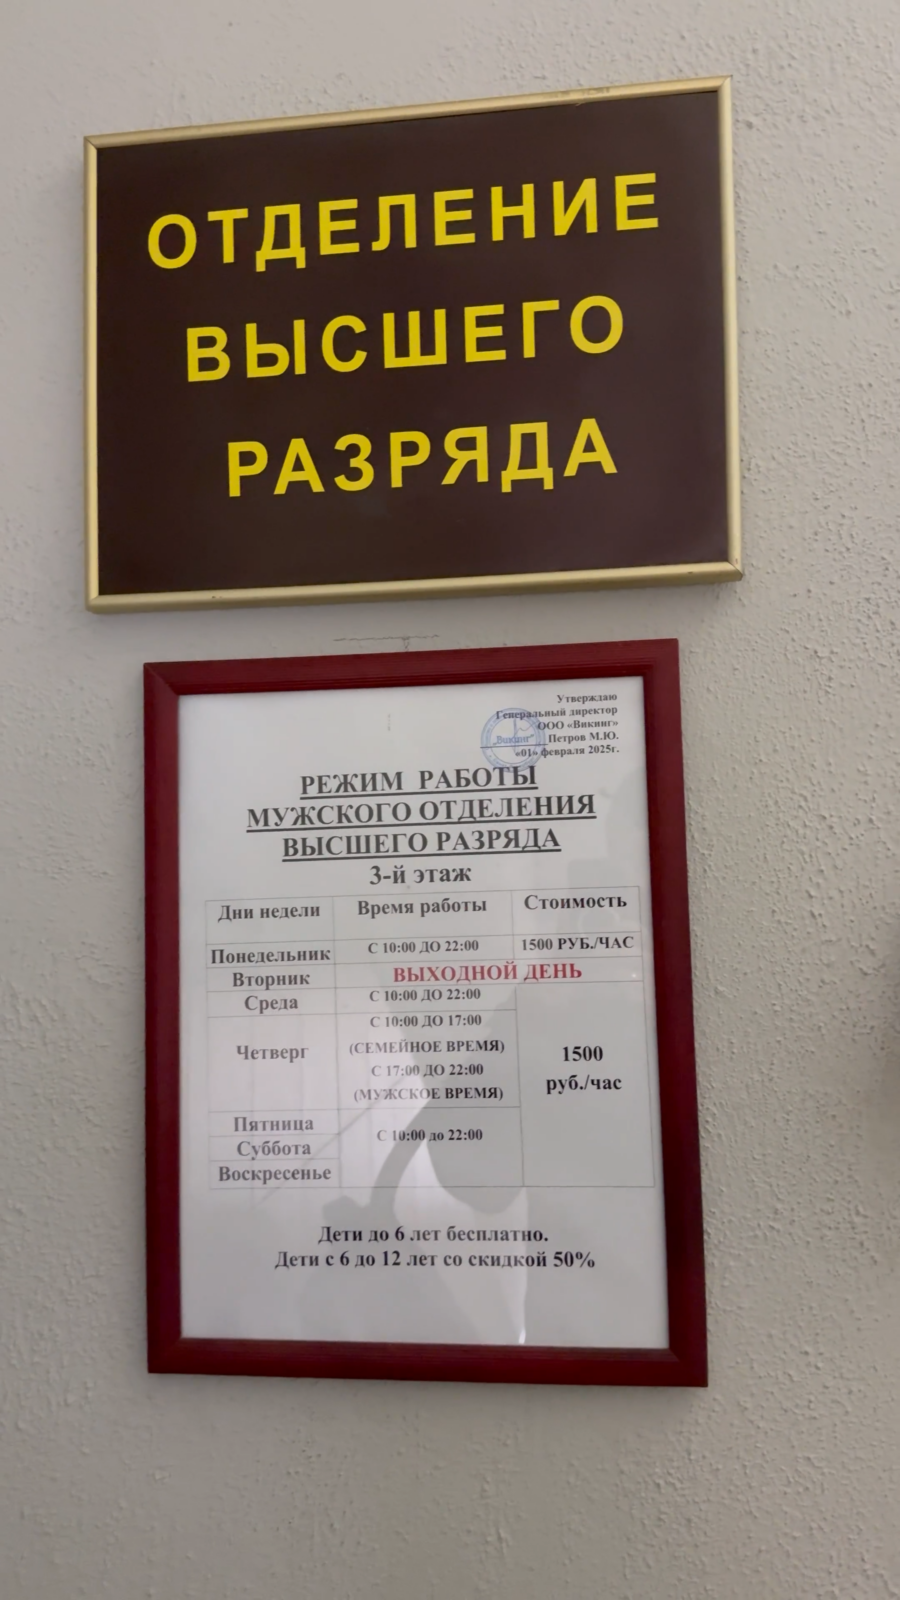 ОТДЕЛЕНИЕ
ВЫСШЕГО
РАЗРЯДА
Утверждаю
Генеральный директор
ООО «Викинг»
"Викинг"
Петров М.Ю.
«01» февраля 2025г.
РЕЖИМ РАБОТЫ
МУЖСКОГО ОТДЕЛЕНИЯ
ВЫСШЕГО РАЗРЯДА
3-й этаж
Дни недели Время работы Стоимость
Понедельник С 10:00 ДО 22:00 1500 РУБ./ЧАС
Вторник ВЫХОДНОЙ ДЕНЬ
Среда С 10:00 ДО 22:00
Четверг С 10:00 ДО 17:00
(СЕМЕЙНОЕ ВРЕМЯ)
С 17:00 ДО 22:00
(МУЖСКОЕ ВРЕМЯ)
1500
руб./час
Пятница
Суббота
Воскресенье
С 10:00 до 22:00
Дети до 6 лет бесплатно.
Дети с 6 до 12 лет со скидкой 50%